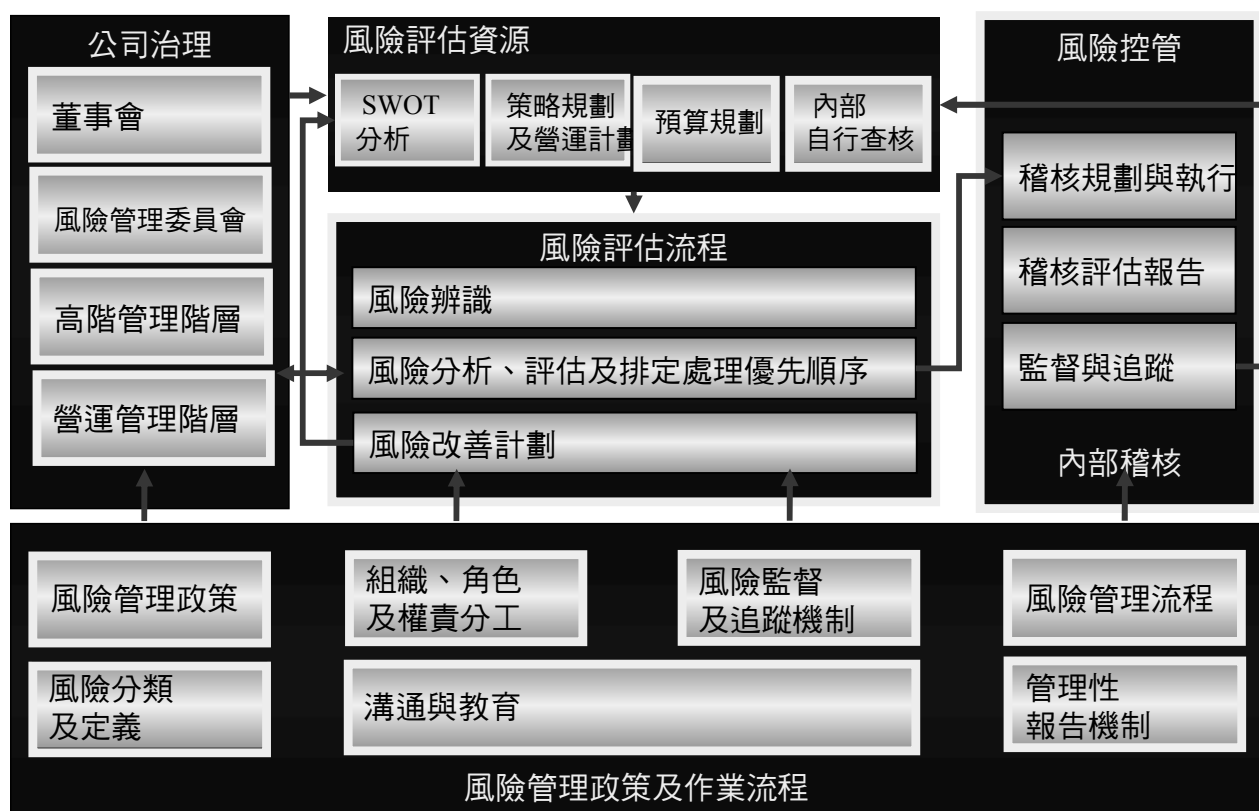 公司治理
董事會
風險管理委員會
高階管理階層
營運管理階層
風險評估資源
SWOT
分析
策略規劃
及營運計劃
預算規劃
內部
自行查核
風險評估流程
風險辨識
風險分析、評估及排定處理優先順序
風險改善計劃
風險控管
稽核規劃與執行
稽核評估報告
監督與追蹤
內部稽核
風險管理政策
組織、角色
及權責分工
風險監督
及追蹤機制
風險管理流程
風險分類
及定義
溝通與教育
管理性
報告機制
風險管理政策及作業流程